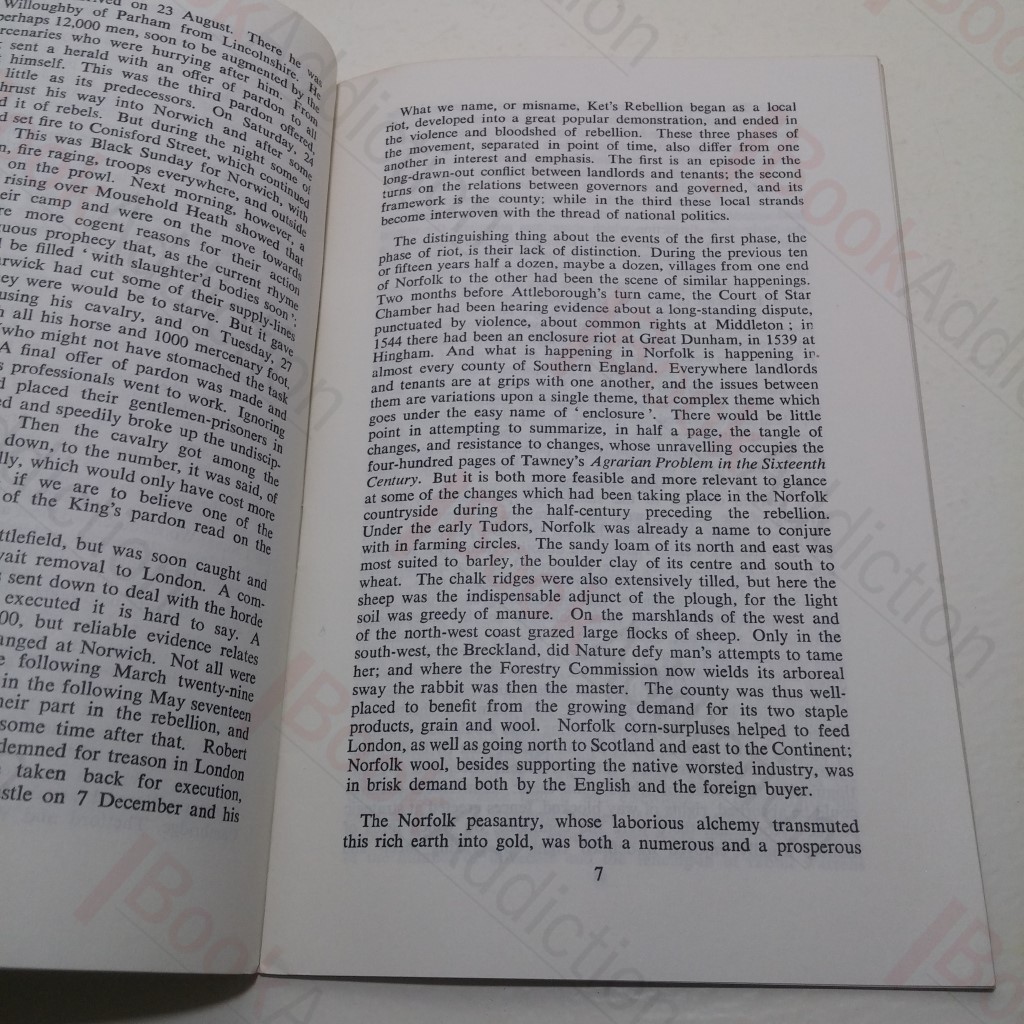 on 23 August. There he was
Willoughby of Parham from Lincolnshire. He
perhaps 12,000 men, soon to be augmented by the
mercenaries who were hurrying after him. From
sent a herald with an offer of pardon to all
himself. This was the third pardon offered,
little as its predecessors. On Saturday, 24
thrust his way into Norwich and after some
it of rebels. But during the night some of
set fire to Conisford Street, which continued
This was Black Sunday for Norwich, with
fire raging, troops everywhere, and outside
on the prowl. Next morning, however, a
rising over Mousehold Heath showed that
their camp and were on the move towards
more cogent reasons for their action
prophecy that, as the current rhyme
be filled ‘ with slaughter’d bodies soon ’;
Warwick had cut some of their supply-lines
they were would be to starve. But it gave
using his cavalry, and on Tuesday, 27
all his horse and 1000 mercenary foot,
(who might not have stomached the task
A final offer of pardon was made and
professionals went to work. Ignoring
placed their gentlemen-prisoners in
and speedily broke up the undiscip-
Then the cavalry got among the
down, to the number, it was said, of
which would only have cost more
if we are to believe one of the
of the King’s pardon read on the
battlefield, but was soon caught and
await removal to London. A com-
sent down to deal with the horde
executed it is hard to say. A
but reliable evidence relates
hanged at Norwich. Not all were
following March twenty-nine
in the following May seventeen
their part in the rebellion, and
some time after that. Robert
condemned for treason in London
taken back for execution,
on 7 December and his
What we name, or misname, Ket’s Rebellion began as a local
riot, developed into a great popular demonstration, and ended in
the violence and bloodshed of rebellion. These three phases of
the movement, separated in point of time, also differ from one
another in interest and emphasis. The first is an episode in the
long-drawn-out conflict between landlords and tenants; the second
turns on the relations between governors and governed, and its
framework is the county; while in the third these local strands
become interwoven with the thread of national politics.
The distinguishing thing about the events of the first phase, the
phase of riot, is their lack of distinction. During the previous ten
or fifteen years half a dozen, maybe a dozen, villages from one end
of Norfolk to the other had been the scene of similar happenings.
Two months before Attleborough’s turn came, the Court of Star
Chamber had been hearing evidence about a long-standing dispute,
punctuated by violence, about common rights at Middleton ; in
1544 there had been an enclosure riot at Great Dunham, in 1539 at
Hingham. And what is happening in Norfolk is happening in
almost every county of Southern England. Everywhere landlords
and tenants are at grips with one another, and the issues between
them are variations upon a single theme, that complex theme which
goes under the easy name of ‘ enclosure ’. There would be little
point in attempting to summarize, in half a page, the tangle of
changes, and resistance to changes, whose unravelling occupies the
four-hundred pages of Tawney’s Agrarian Problem in the Sixteenth
Century. But it is both more feasible and more relevant to glance
at some of the changes which had been taking place in the Norfolk
countryside during the half-century preceding the rebellion.
Under the early Tudors, Norfolk was already a name to conjure
with in farming circles. The sandy loam of its north and east was
most suited to barley, the boulder clay of its centre and south to
wheat. The chalk ridges were also extensively tilled, but here the
sheep was the indispensable adjunct of the plough, for the light
soil was greedy of manure. On the marshlands of the west and
of the north-west coast grazed large flocks of sheep. Only in the
south-west, the Breckland, did Nature defy man’s attempts to tame
her; and where the Forestry Commission now wields its arboreal
sway the rabbit was then the master. The county was thus well-
placed to benefit from the growing demand for its two staple
products, grain and wool. Norfolk corn-surpluses helped to feed
London, as well as going north to Scotland and east to the Continent;
Norfolk wool, besides supporting the native worsted industry, was
in brisk demand both by the English and the foreign buyer.
The Norfolk peasantry, whose laborious alchemy transmuted
this rich earth into gold, was both a numerous and a prosperous
7